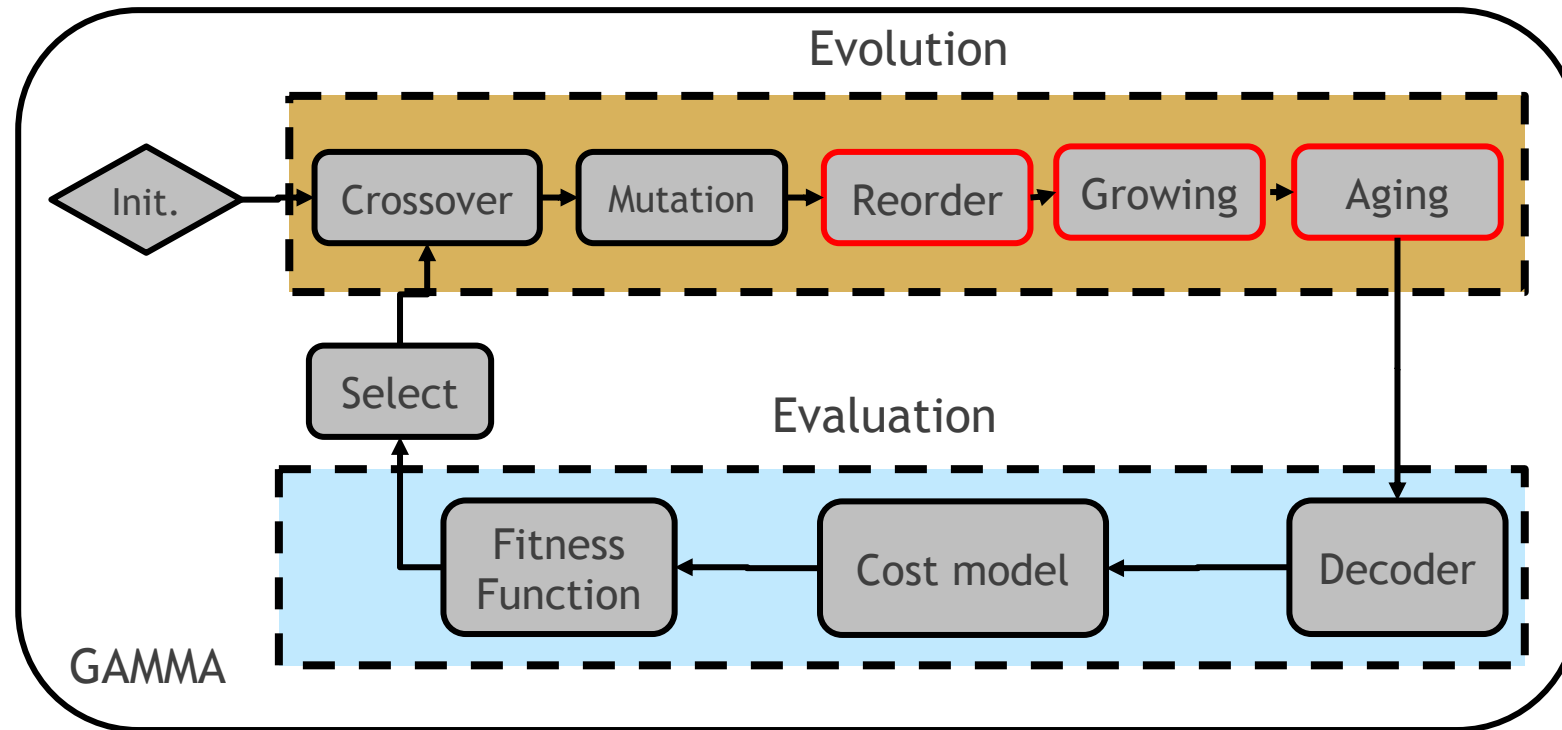 Evolution
Init.
Crossover
Mutation
Reorder
Growing
Aging
Select
Evaluation
Fitness
Function
Cost model
Decoder
GAMMA